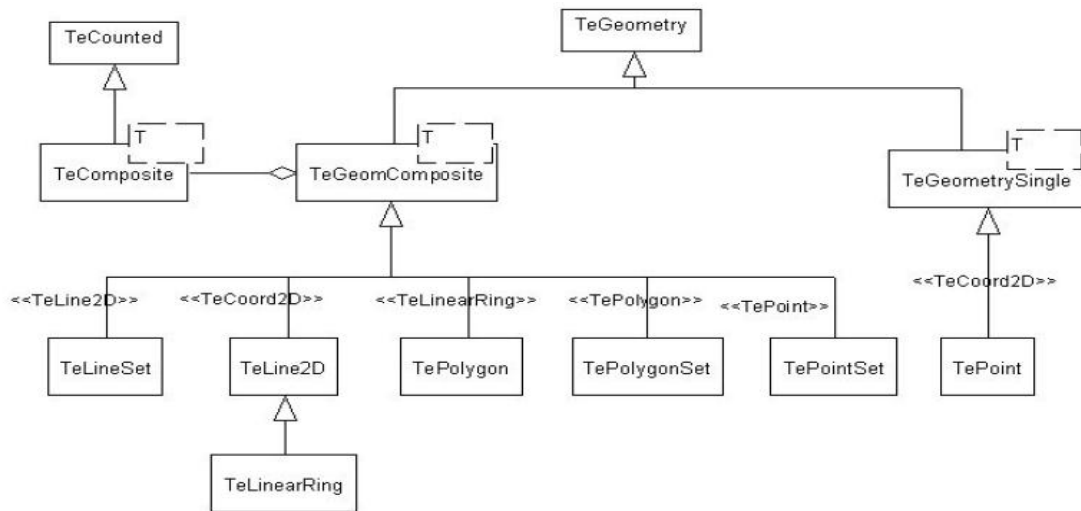 TeGeometry
TeCounted
T
T
T
TeComposite
TeGeomComposite
TeGeometrySingle
<<TeLine2D>>
<<TeCoord2D>>
<<TeLinearRing>>
<<TePolygon>>
<<TePoint>>
<<TeCoord2D>>
TeLineSet
TeLine2D
TePolygon
TePolygonSet
TePointSet
TePoint
TeLinearRing